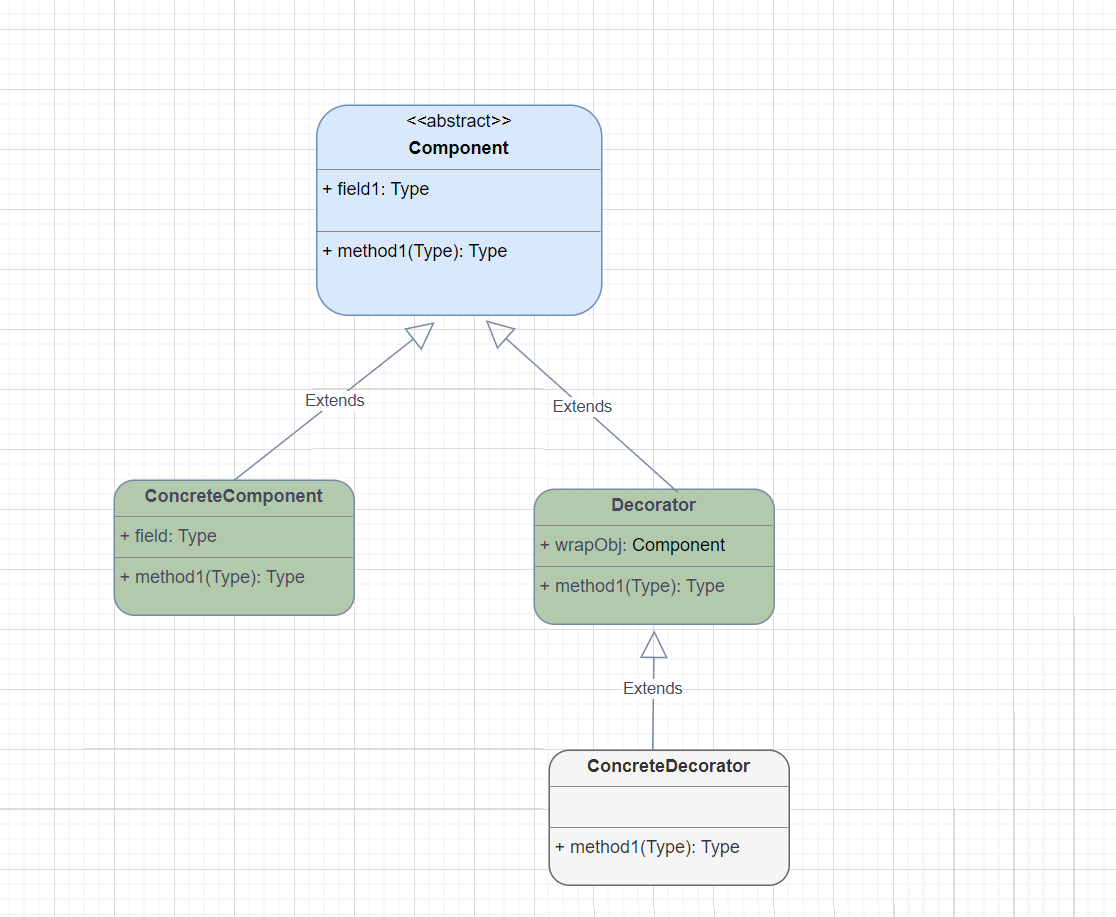 <<abstract>>
Component
+ field1: Type
+ method1(Type): Type
Extends
Extends
ConcreteComponent
+ field: Type
+ method1(Type): Type
Decorator
+ wrapObj: Component
+ method1(Type): Type
Extends
ConcreteDecorator
+ method1(Type): Type